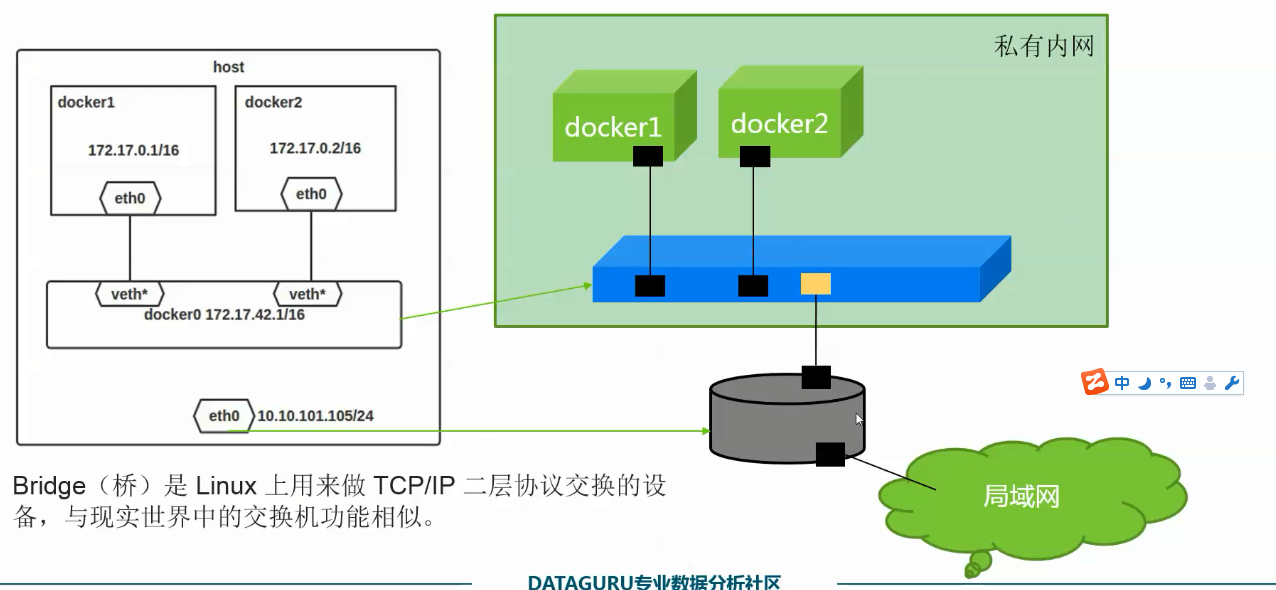 host
docker1
docker2
172.17.0.1/16
172.17.0.2/16
eth0
eth0
veth*
veth*
docker0 172.17.42.1/16
eth0
10.10.101.105/24
私有内网
docker1
docker2
中
局域网
Bridge（桥）是 Linux 上用来做 TCP/IP 二层协议交换的设
备，与现实世界中的交换机功能相似。
DATAGURU专业数据分析社区